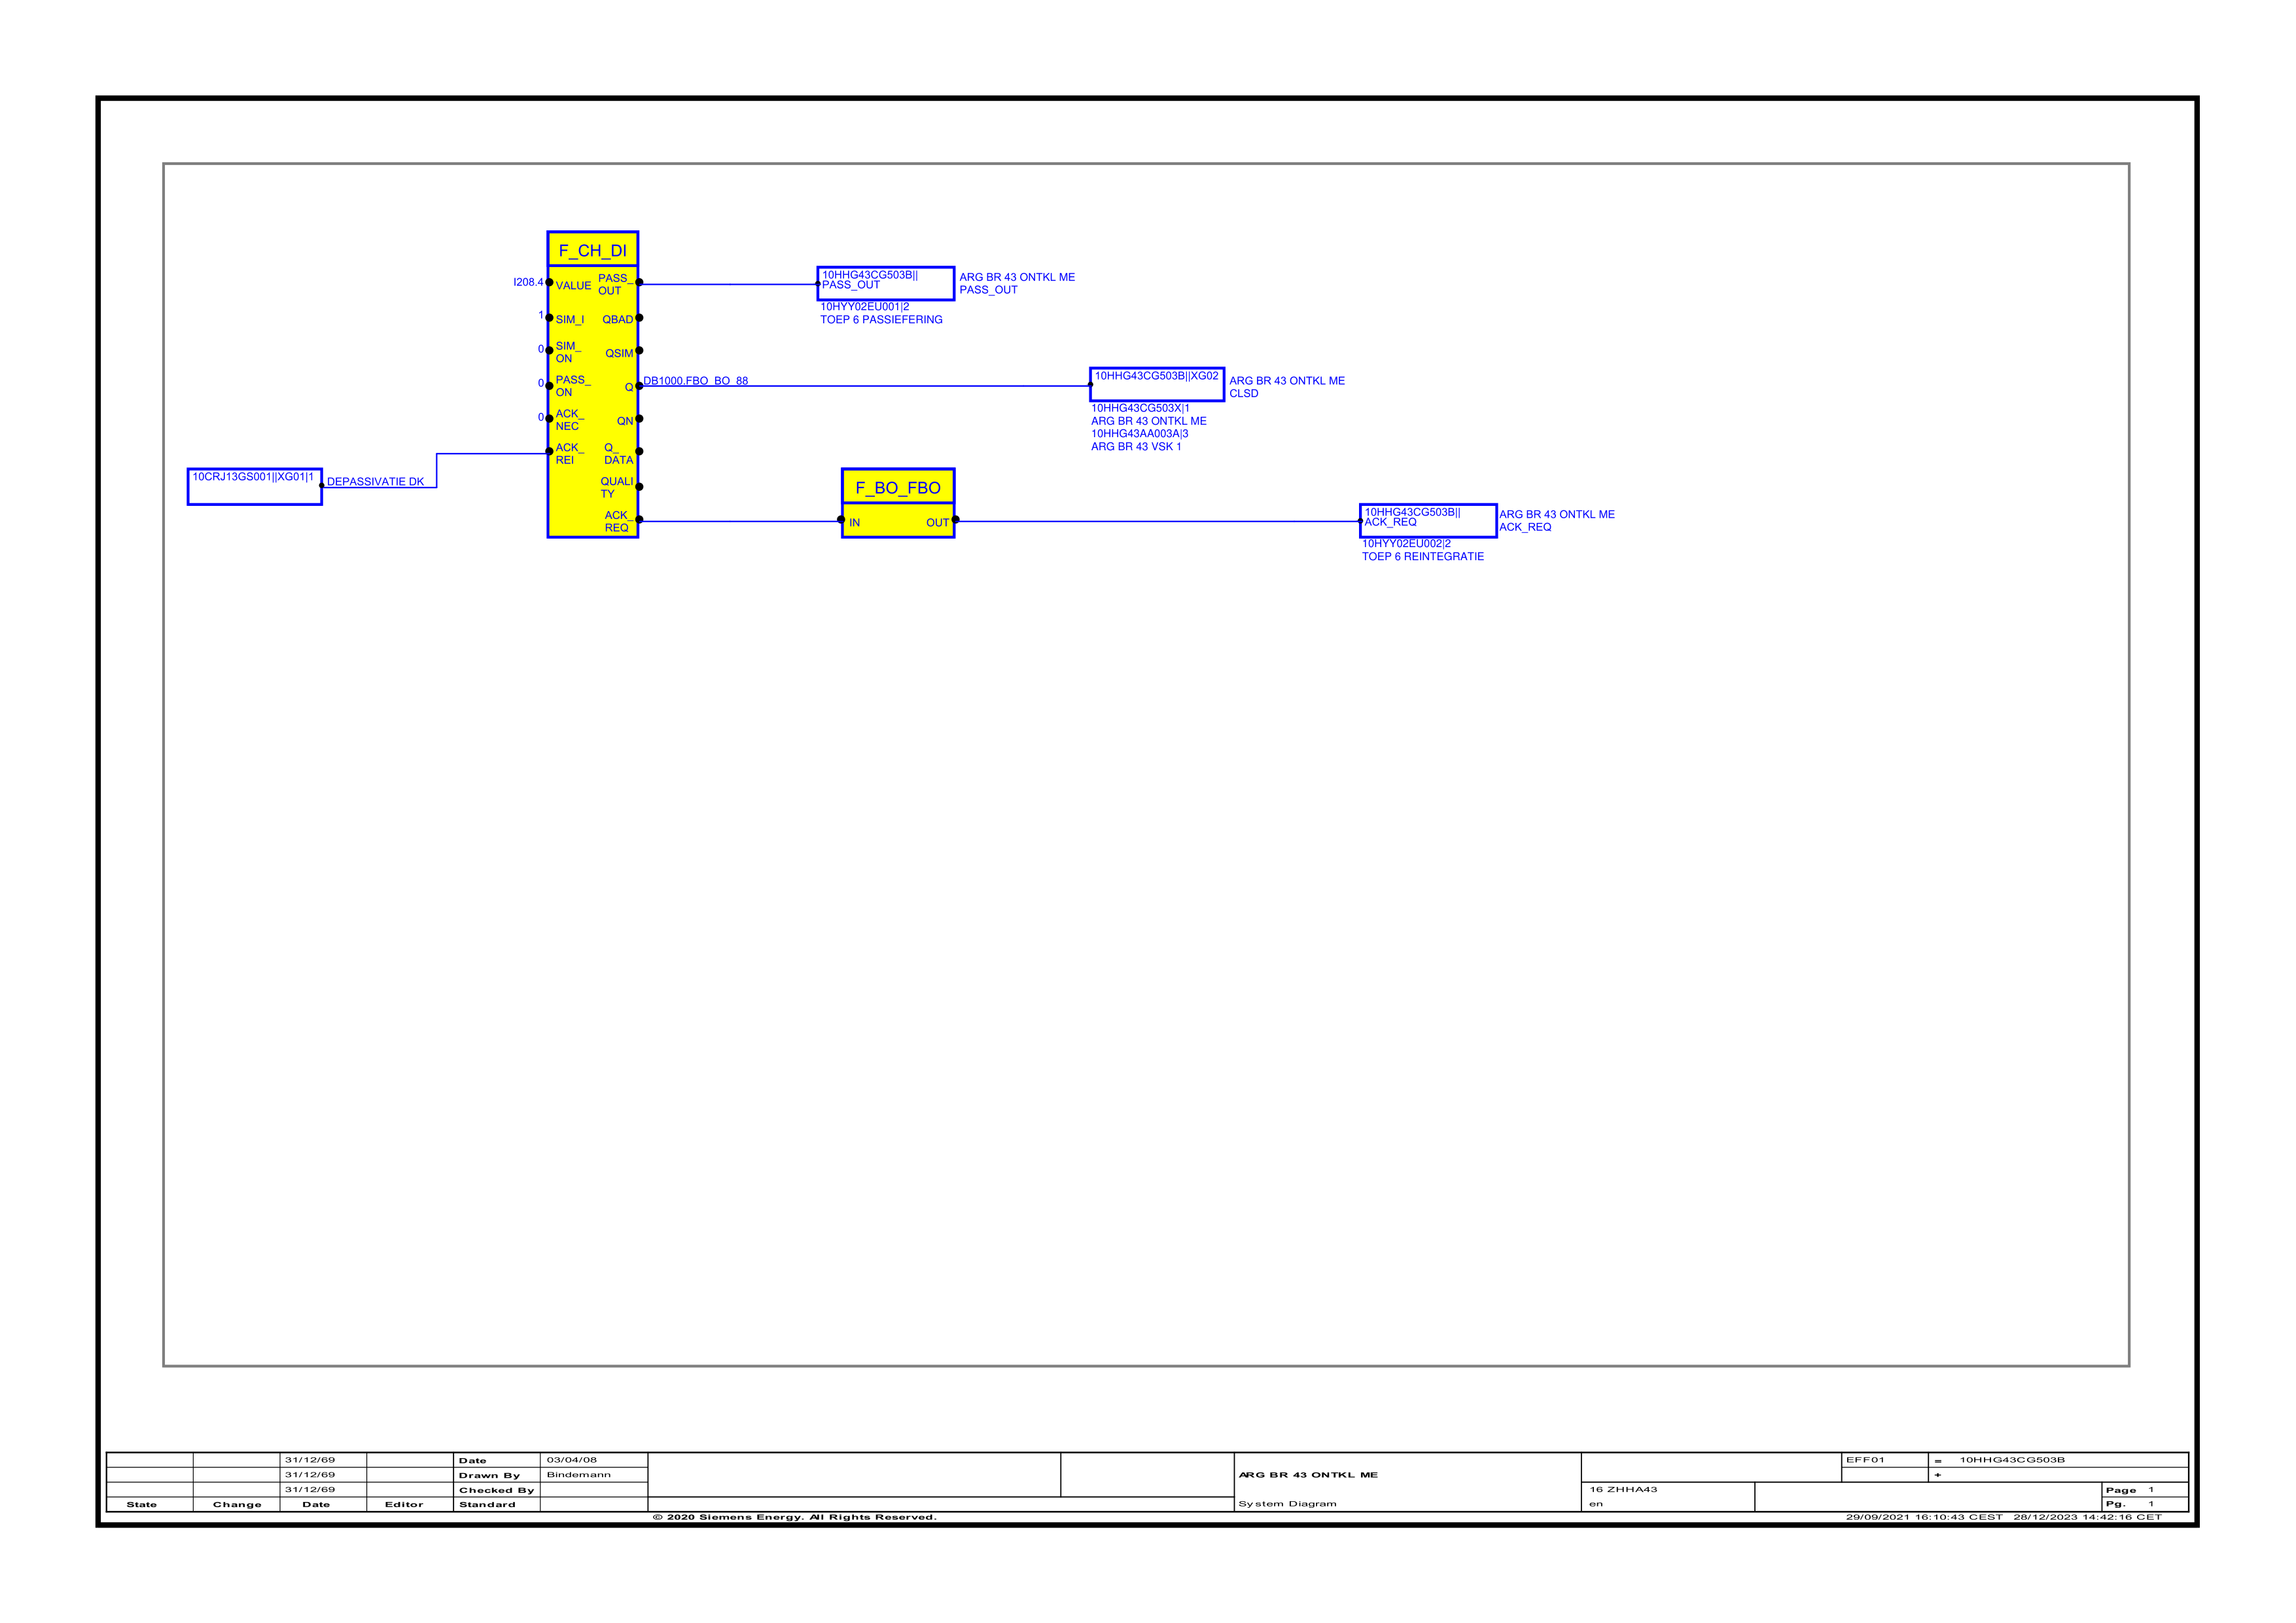 F_CH_DI
I208.4
VALUE
PASS_
OUT
1
SIM_I
QBAD
0
SIM_
ON
QSIM
0
PASS_
ON
Q
DB1000.FBO_BO_88
0
ACK_
NEC
QN
ACK_
REI
Q_
DATA
QUALI
TY
ACK_
REQ
10HHG43CG503B||
PASS_OUT
ARG BR 43 ONTKL ME
PASS_OUT
10HYY02EU001|2
TOEP 6 PASSIEFERING
10HHG43CG503B||XG02
ARG BR 43 ONTKL ME
CLSD
10HHG43CG503X|1
ARG BR 43 ONTKL ME
10HHG43AA003A|3
ARG BR 43 VSK 1
10CRJ13GS001||XG01|1
DEPASSIVATIE DK
F_BO_FBO
IN
OUT
10HHG43CG503B||
ACK_REQ
ARG BR 43 ONTKL ME
ACK_REQ
10HYY02EU002|2
TOEP 6 REINTEGRATIE
31/12/69 Date 03/04/08
31/12/69 Drawn By Bindemann
31/12/69 Checked By
State Change Date Editor Standard
ARG BR 43 ONTKL ME
System Diagram
16 ZHHA43
en
EFF01 = 10HHG43CG503B
+
Page 1
Pg. 1
© 2020 Siemens Energy. All Rights Reserved.
29/09/2021 16:10:43 CEST 28/12/2023 14:42:16 CET